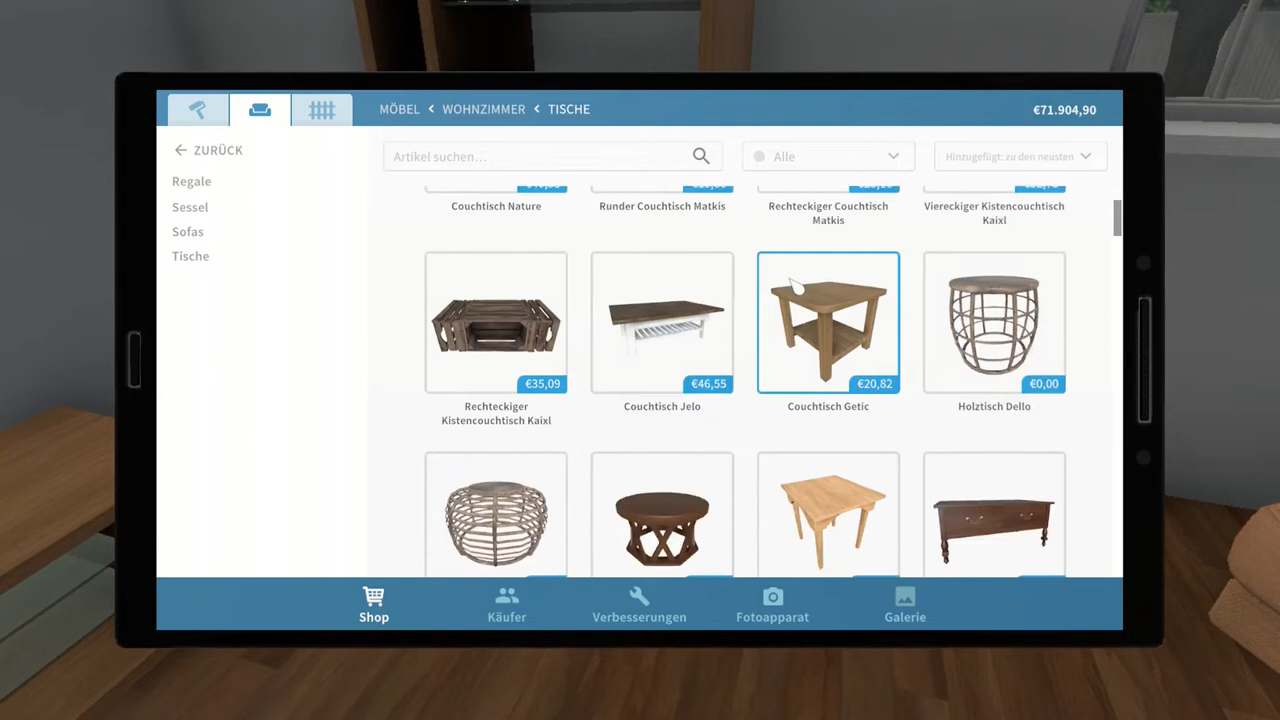 MÖBEL < WOHNZIMMER < TISCHE
€71.904,90
ZURÜCK
Regale
Sessel
Sofas
Tische
Artikel suchen...
Alle
Hinzugefügt: zu den neusten
Couchtisch Nature
Runder Couchtisch Matkis
Rechteckiger Couchtisch
Matkis
Viereckiger Kistencouchtisch
Kaixl
€35,09
€46,55
€20,82
€0,00
Rechteckiger
Kistencouchtisch Kaixl
Couchtisch Jelo
Couchtisch Getic
Holztisch Dello
Shop
Käufer
Verbesserungen
Fotoapparat
Galerie